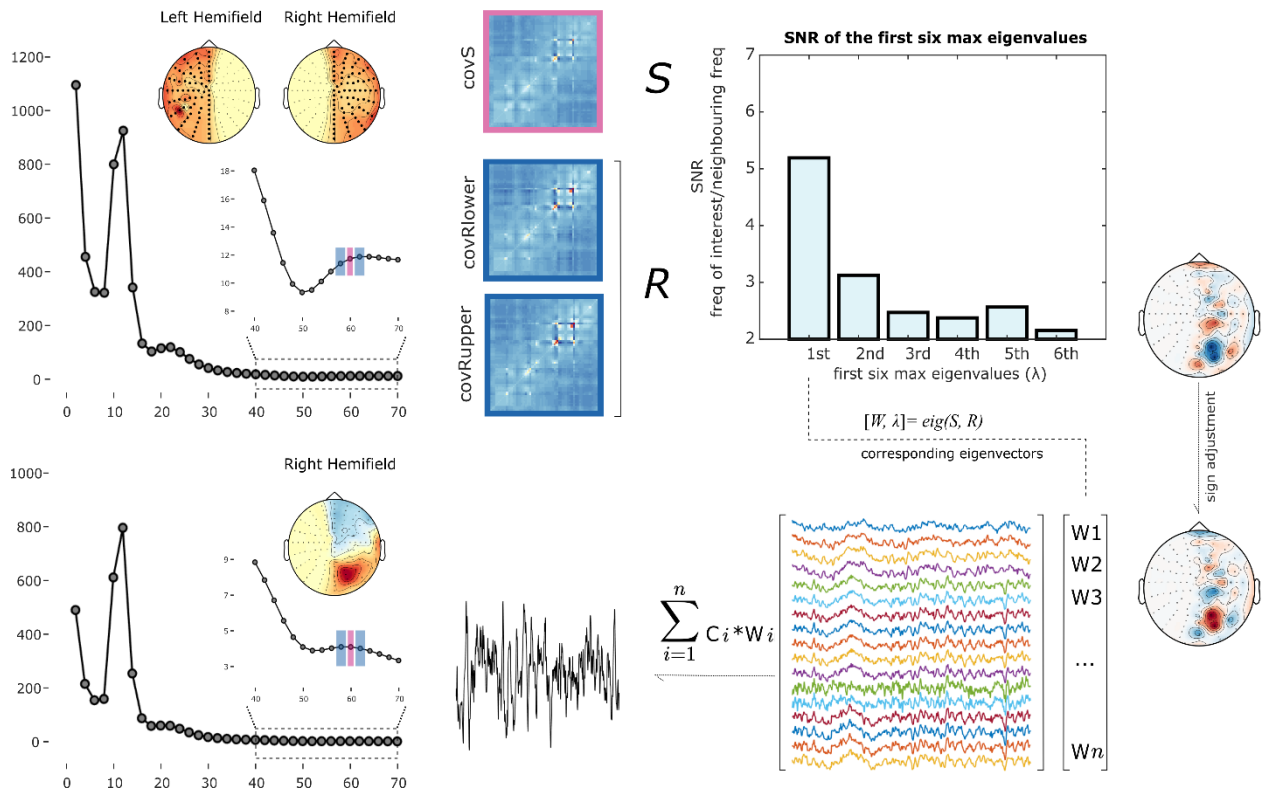 Left Hemifield
Right Hemifield
1200
1000
800
600
400
200
0
0
10
20
30
40
50
60
70
18
16
14
12
10
8
40
50
60
70
covS
S
covRlower
covRupper
R
SNR of the first six max eigenvalues
SNR
freq of interest/neighbouring freq
7
6
5
4
3
2
1st
2nd
3rd
4th
5th
6th
first six max eigenvalues (λ)
[W, λ]= eig(S, R)
corresponding eigenvectors
sign adjustment
Right Hemifield
1000
800
600
400
200
0
0
10
20
30
40
50
60
70
9
7
5
3
40
50
60
70
n
∑ Ci*Wi
i=1
W1
W2
W3
...
Wn